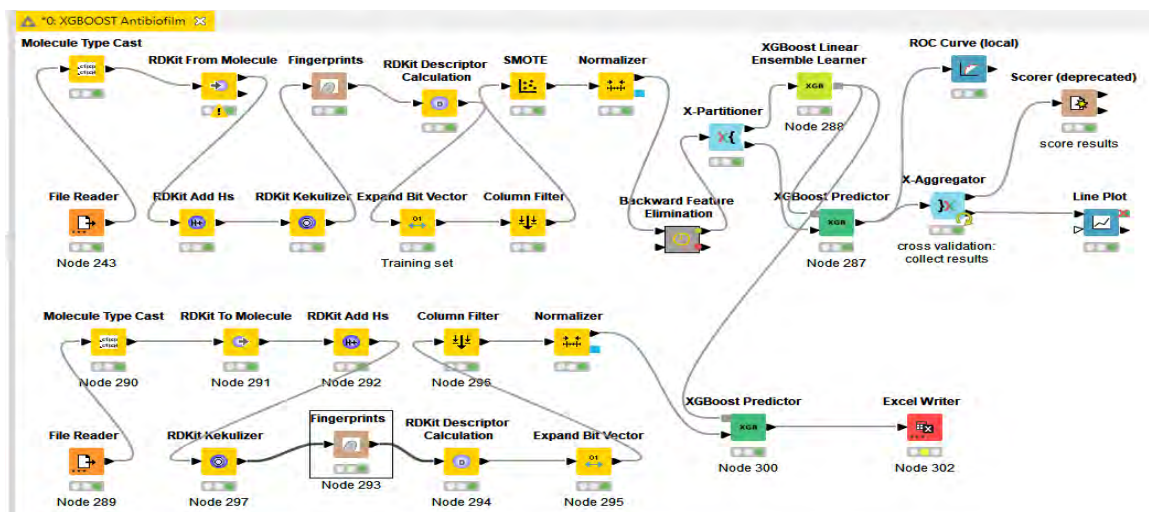 *0: XGBOOST Antibiofilm
Molecule Type Cast
RDKit From Molecule
Fingerprints
RDKit Descriptor
Calculation
SMOTE
Normalizer
XGBoost Linear
Ensemble Learner
XGB
Node 288
ROC Curve (local)
Scorer (deprecated)
score results
X-Partitioner
File Reader
Node 243
RDKit Add Hs
RDKit Kekulizer
Expand Bit Vector
Training set
Column Filter
Backward Feature
Elimination
XGBoost Predictor
XGB
Node 287
X-Aggregator
cross validation:
collect results
Line Plot
Molecule Type Cast
Node 290
RDKit To Molecule
Node 291
RDKit Add Hs
Node 292
Column Filter
Node 296
Normalizer
File Reader
Node 289
RDKit Kekulizer
Node 297
Fingerprints
Node 293
RDKit Descriptor
Calculation
Node 294
Expand Bit Vector
Node 295
XGBoost Predictor
XGB
Node 300
Excel Writer
Node 302